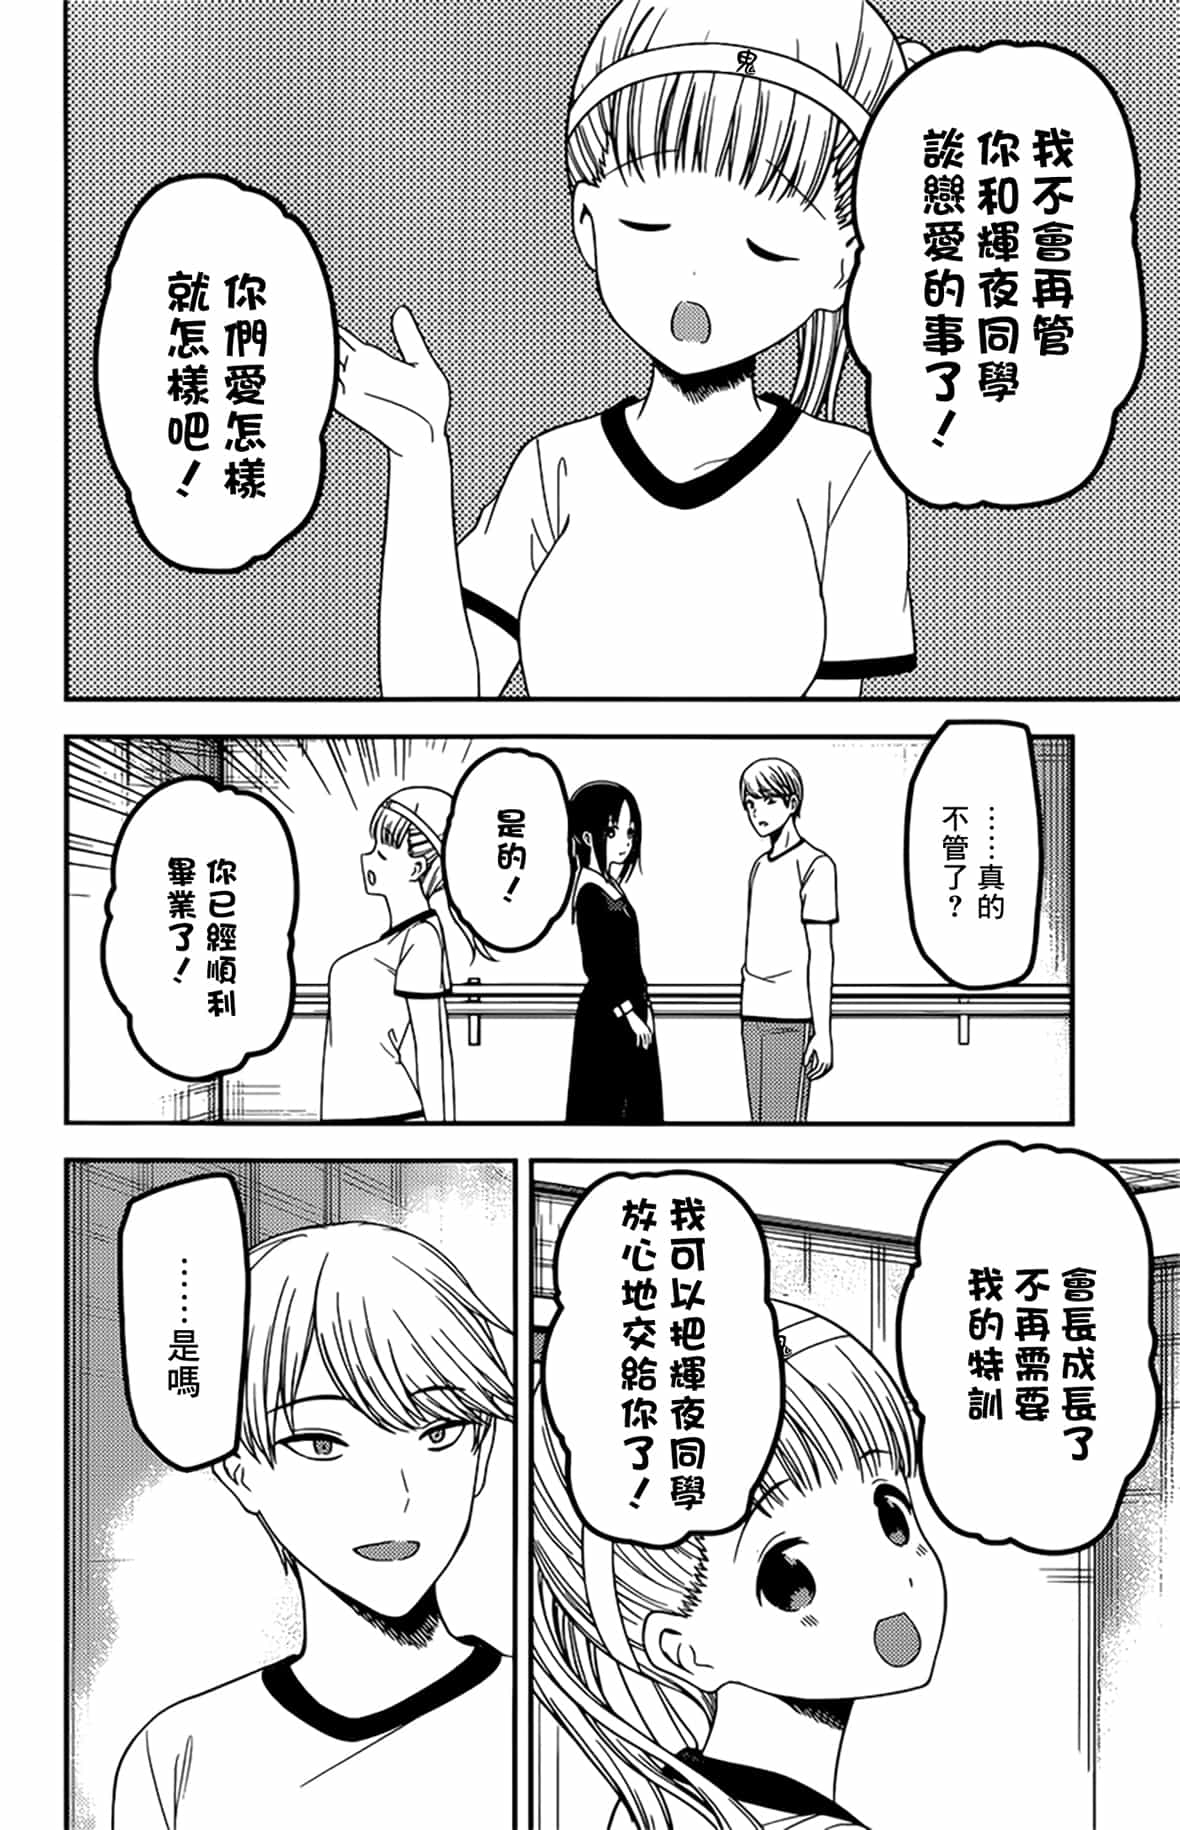 鬼
我不會再管
你和輝夜同學
談戀愛的事了！
你們愛怎樣
就怎樣吧！
……真的
不管了？
是的！
你已經順利
畢業了！
會長成長了
不再需要
我的特訓
我可以把輝夜同學
放心地交給你了！
鬼
……是嗎